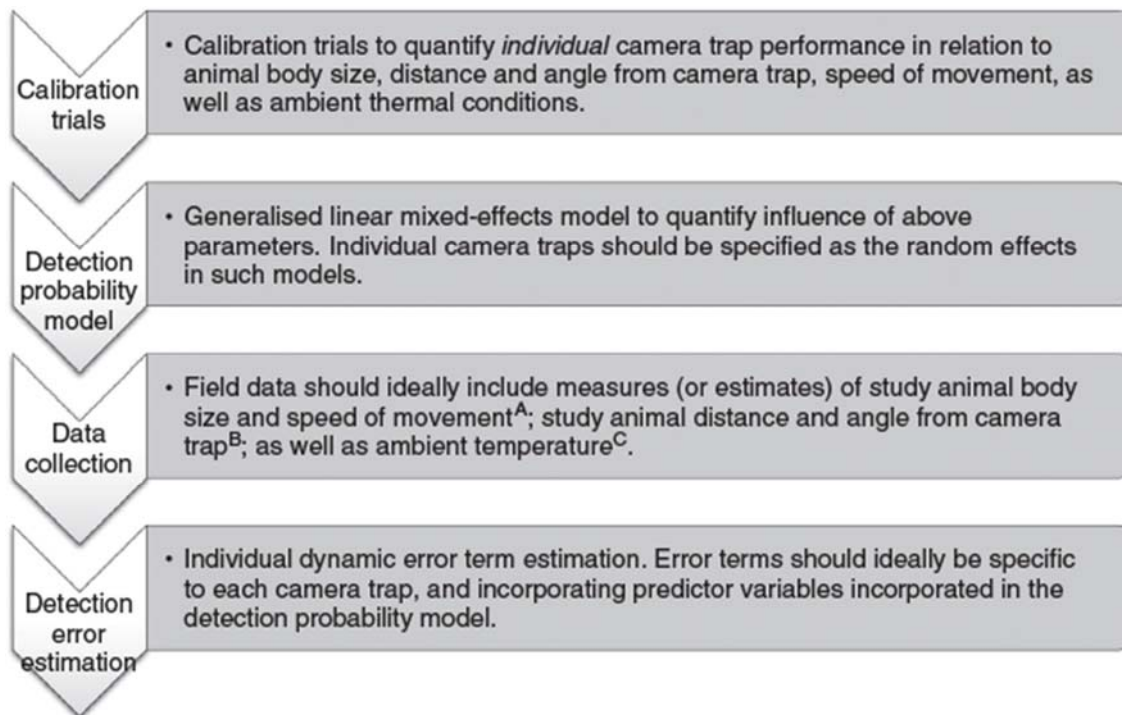 Calibration
trials
• Calibration trials to quantify individual camera trap performance in relation to
animal body size, distance and angle from camera trap, speed of movement, as
well as ambient thermal conditions.
Detection
probability
model
• Generalised linear mixed-effects model to quantify influence of above
parameters. Individual camera traps should be specified as the random effects
in such models.
Data
collection
• Field data should ideally include measures (or estimates) of study animal body
size and speed of movementᴬ; study animal distance and angle from camera
trapᴮ; as well as ambient temperatureᶜ.
Detection
error
estimation
• Individual dynamic error term estimation. Error terms should ideally be specific
to each camera trap, and incorporating predictor variables incorporated in the
detection probability model.